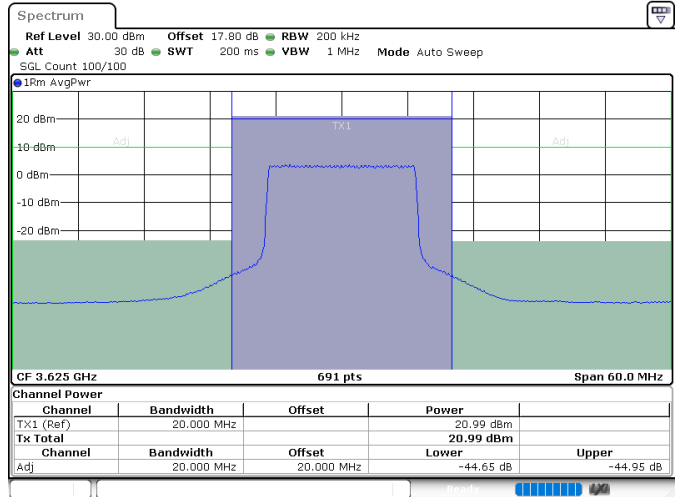 Spectrum
Ref Level 30.00 dBm Offset 17.80 dB RBW 200 kHz
Att 30 dB SWT 200 ms VBW 1 MHz Mode Auto Sweep
SGL Count 100/100
1Rm AvgPwr
20 dBm
TX1
Adj Adj
10 dBm
0 dBm
-10 dBm
-20 dBm
CF 3.625 GHz 691 pts Span 60.0 MHz
Channel Power
Channel Bandwidth Offset Power
TX1 (Ref) 20.000 MHz 20.99 dBm
Tx Total 20.99 dBm
Channel Bandwidth Offset Lower Upper
Adj 20.000 MHz 20.000 MHz -44.65 dB -44.95 dB
Ready